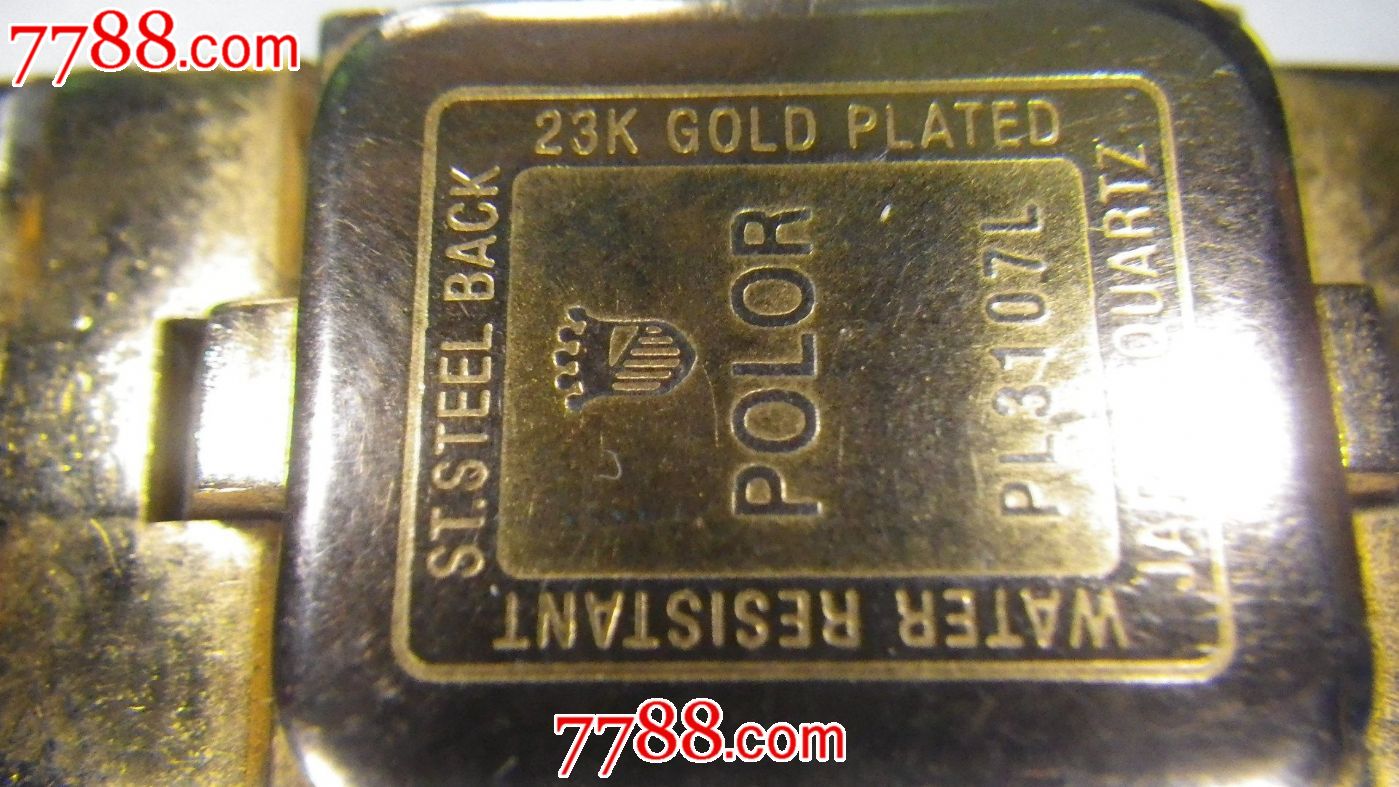 7788.com
23K GOLD PLATED
ST.STEEL BACK
POLOR
PL3107L
QUARTZ
WATER RESISTANT
7788.com